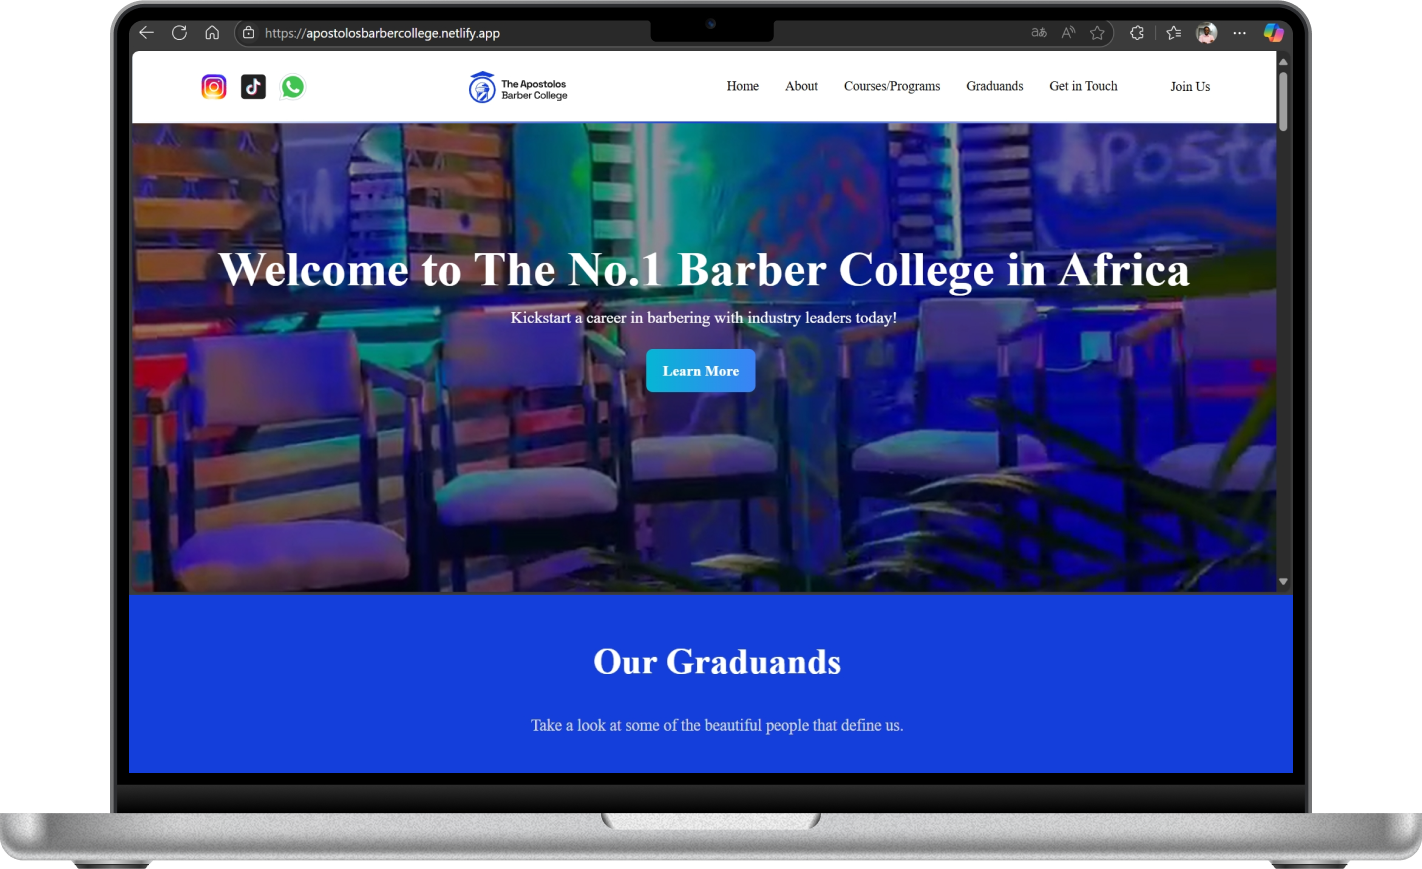 https://apostolosbarbercollege.netlify.app
The Apostolos
Barber College
Home About Courses/Programs Graduands Get in Touch Join Us
Aposto
Welcome to The No.1 Barber College in Africa
Kickstart a career in barbering with industry leaders today!
Learn More
Our Graduands
Take a look at some of the beautiful people that define us.